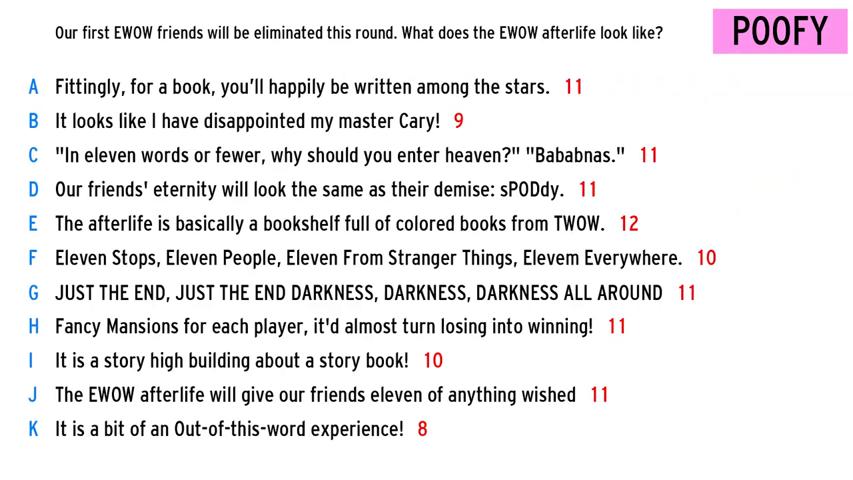 Our first EWOW friends will be eliminated this round. What does the EWOW afterlife look like?
POOFY
A Fittingly, for a book, you'll happily be written among the stars. 11
B It looks like I have disappointed my master Cary! 9
C "In eleven words or fewer, why should you enter heaven?" "Bababnas." 11
D Our friends' eternity will look the same as their demise: sPODdy. 11
E The afterlife is basically a bookshelf full of colored books from TWOW. 12
F Eleven Stops, Eleven People, Eleven From Stranger Things, Elevem Everywhere. 10
G JUST THE END, JUST THE END DARKNESS, DARKNESS, DARKNESS ALL AROUND 11
H Fancy Mansions for each player, it'd almost turn losing into winning! 11
I It is a story high building about a story book! 10
J The EWOW afterlife will give our friends eleven of anything wished 11
K It is a bit of an Out-of-this-word experience! 8